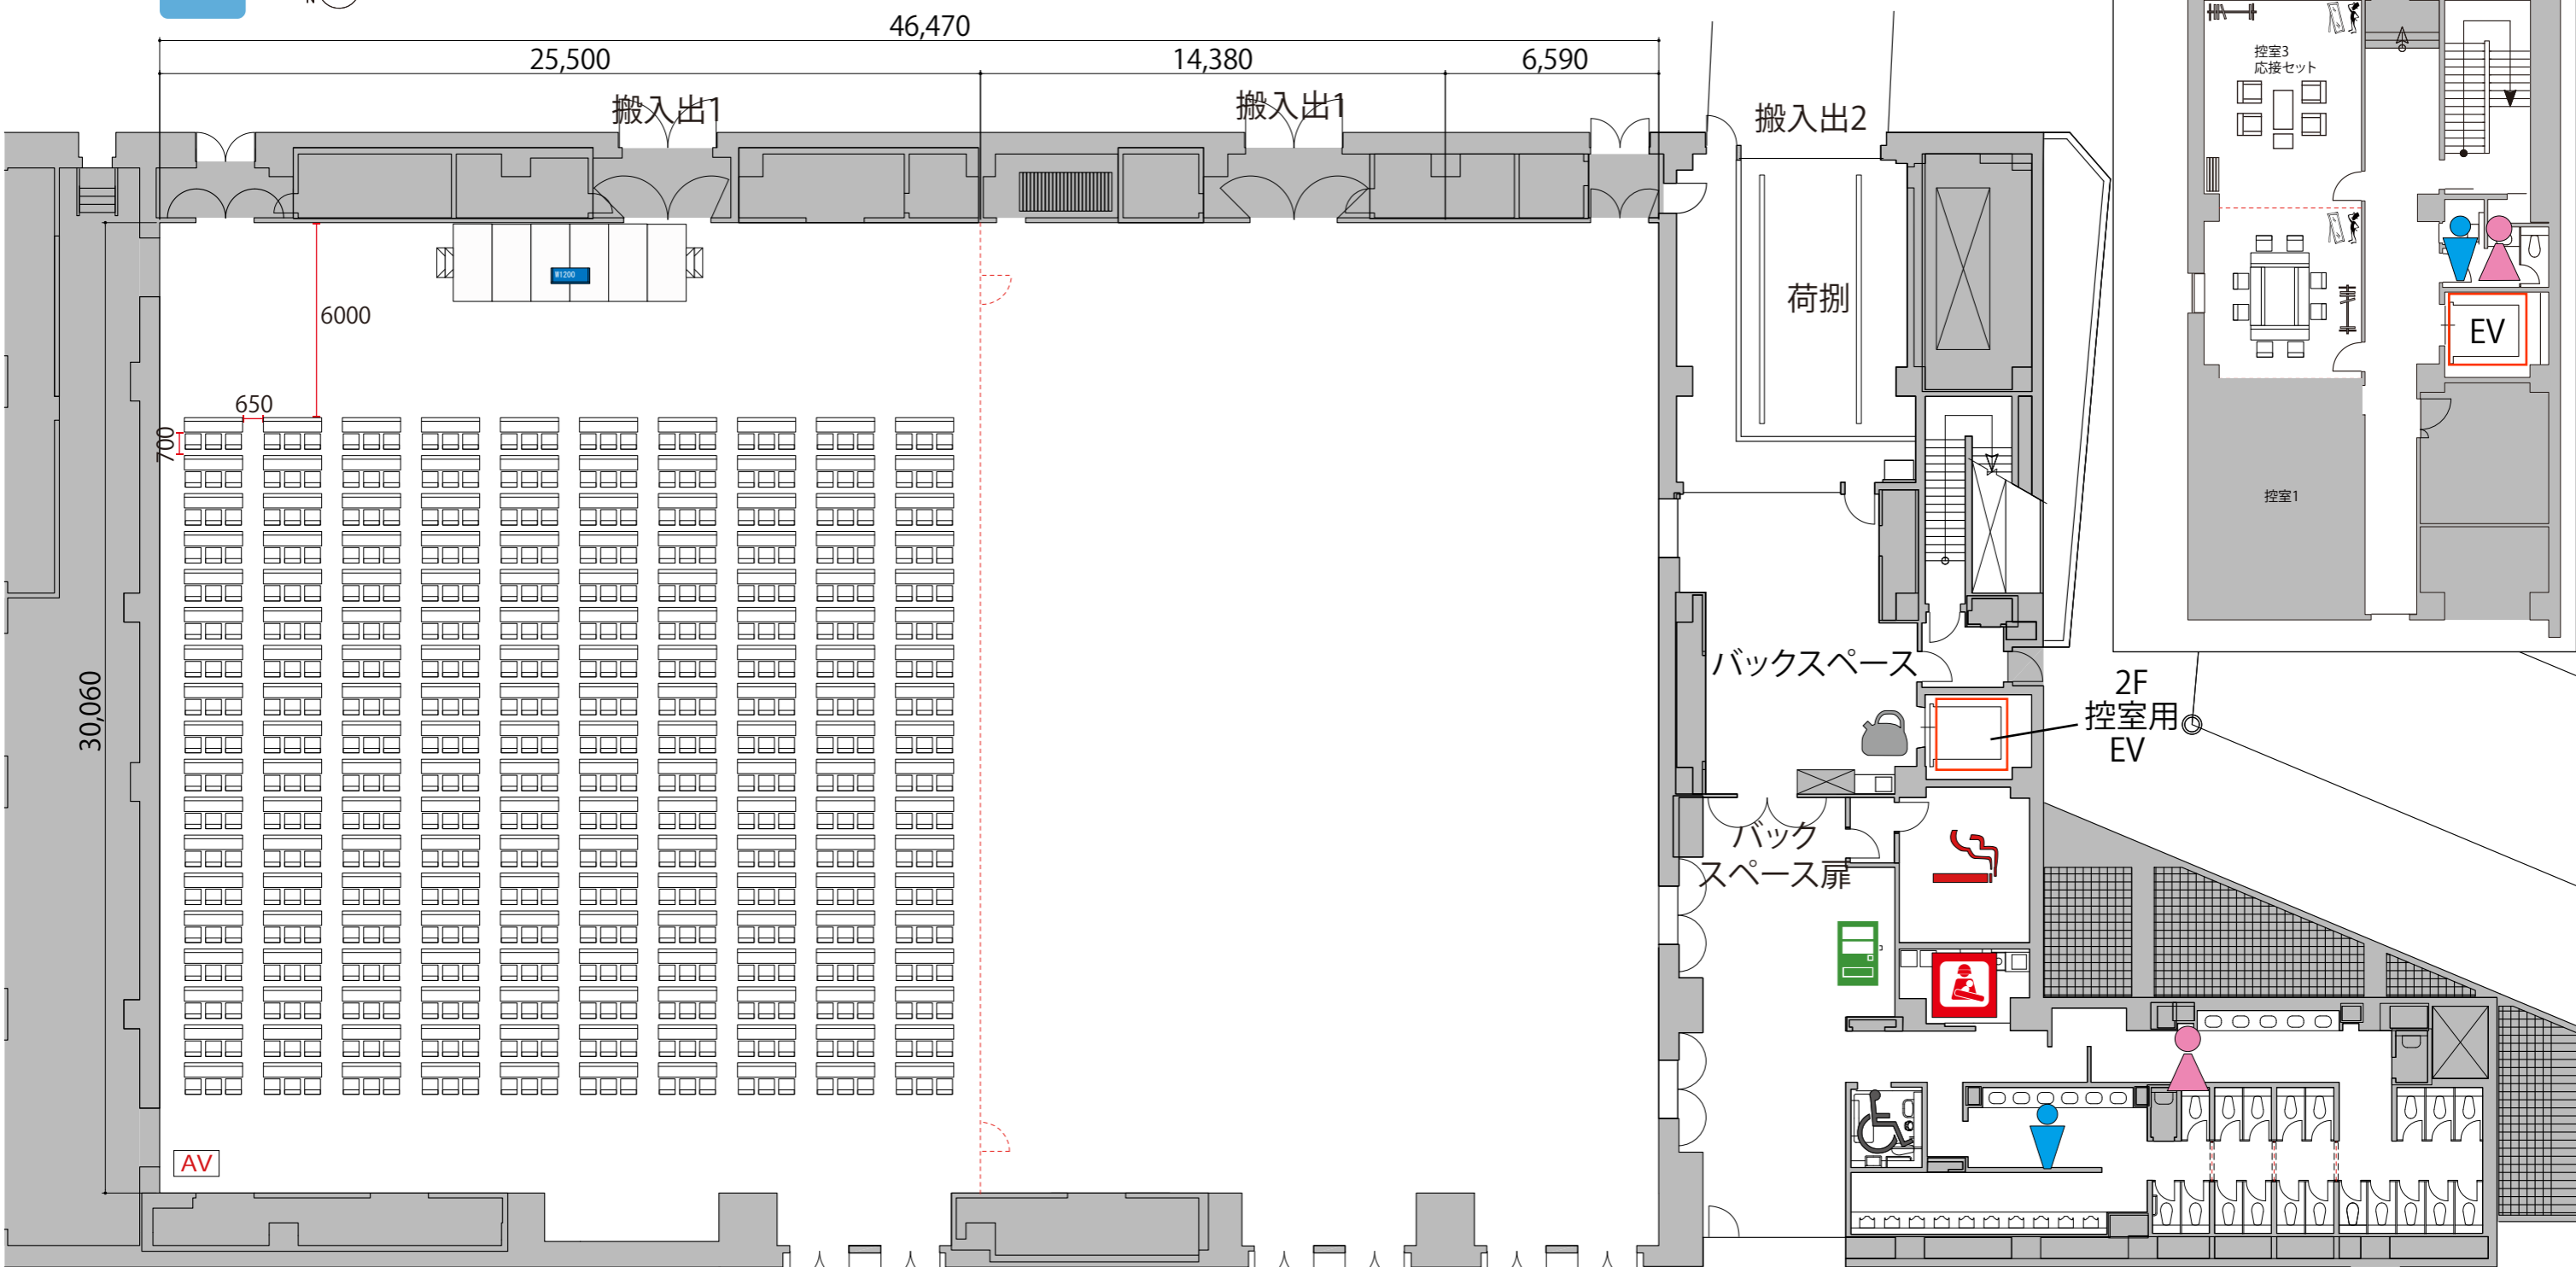 N
46,470
25,500
14,380
6,590
搬入出1
搬入出1
搬入出2
控室3
応接セット
W1200
6000
荷捌
EV
650
700
控室1
30,060
バックスペース
2F
控室用
EV
バック
スペース扉
AV